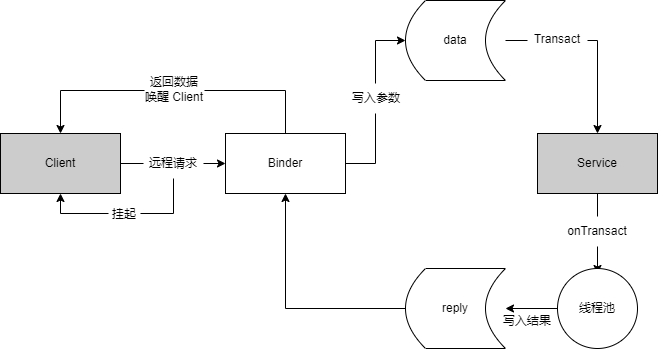 data
Transact
返回数据
唤醒 Client
写入参数
Client
远程请求
Binder
Service
挂起
onTransact
reply
写入结果
线程池